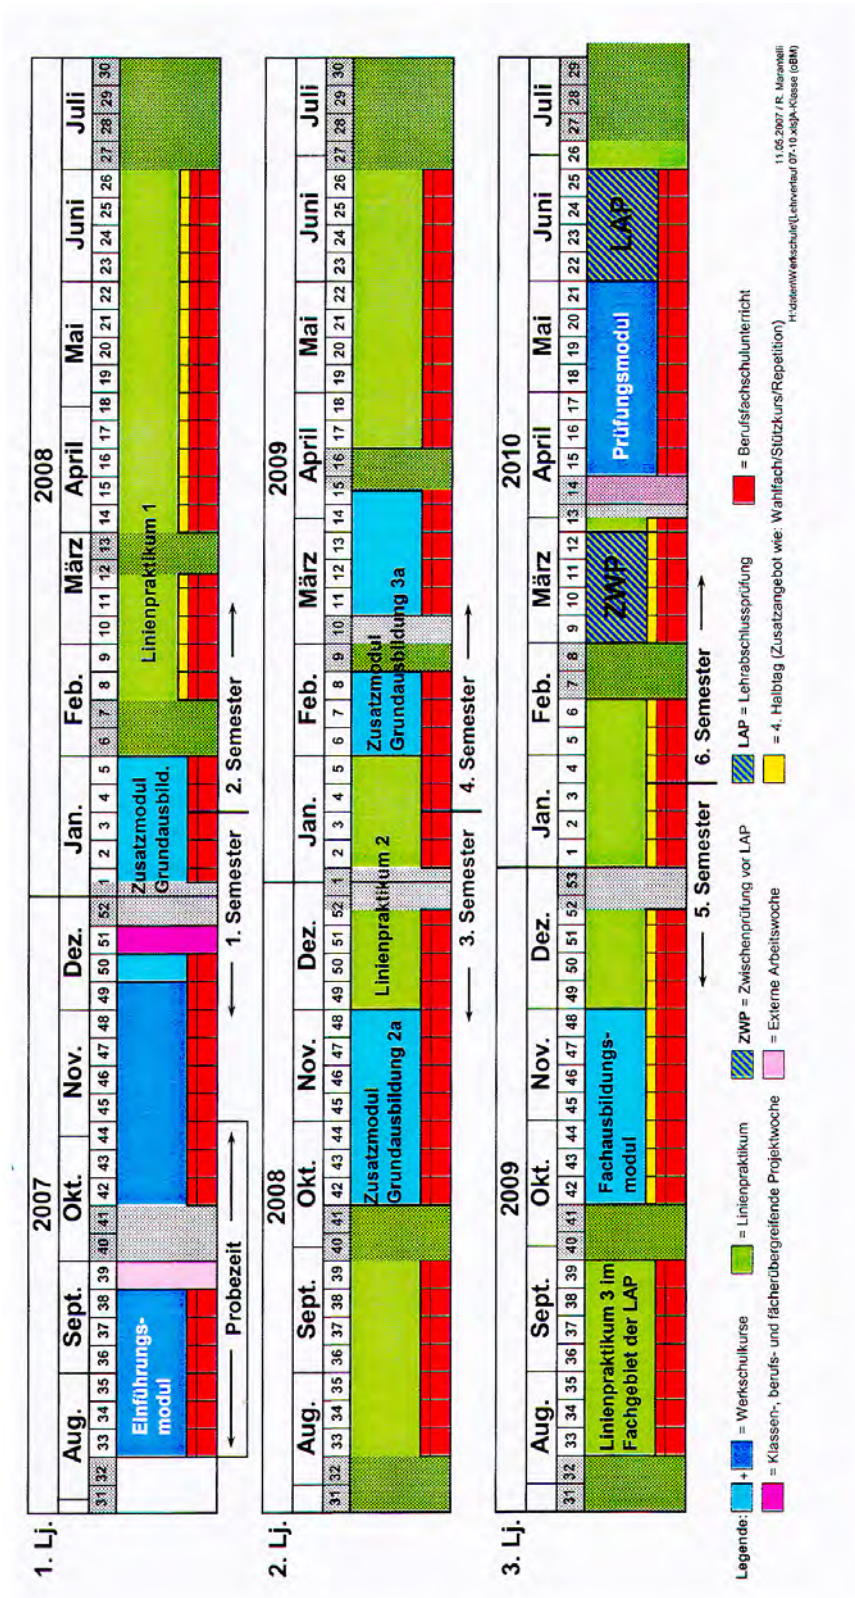 1. Lj.
2007 2008
Aug. Sept. Okt. Nov. Dez. Jan. Feb. März April Mai Juni Juli
31 32 33 34 35 36 37 38 39 40 41 42 43 44 45 46 47 48 49 50 51 52 1 2 3 4 5 6 7 8 9 10 11 12 13 14 15 16 17 18 19 20 21 22 23 24 25 26 27 28 29 30
Einführungs-
modul
Zusatzmodul
Grundausbild.
Linienpraktikum 1
Probezeit
1. Semester
2. Semester
2. Lj.
2008 2009
Aug. Sept. Okt. Nov. Dez. Jan. Feb. März April Mai Juni Juli
31 32 33 34 35 36 37 38 39 40 41 42 43 44 45 46 47 48 49 50 51 52 1 2 3 4 5 6 7 8 9 10 11 12 13 14 15 16 17 18 19 20 21 22 23 24 25 26 27 28 29 30
Zusatzmodul
Grundausbildung 2a
Linienpraktikum 2
Zusatzmodul
Grundausbildung 3a
3. Semester
4. Semester
3. Lj.
2009 2010
Aug. Sept. Okt. Nov. Dez. Jan. Feb. März April Mai Juni Juli
31 32 33 34 35 36 37 38 39 40 41 42 43 44 45 46 47 48 49 50 51 52 53 1 2 3 4 5 6 7 8 9 10 11 12 13 14 15 16 17 18 19 20 21 22 23 24 25 26 27 28 29
Linienpraktikum 3 im
Fachgebiet der LAP
Fachausbildungs-
modul
ZWP
Prüfungsmodul
LAP
5. Semester
6. Semester
Legende: + = Werkschulkurse = Linienpraktikum ZWP = Zwischenprüfung vor LAP LAP = Lehrabschlussprüfung = Berufsfachschulunterricht
= Klassen-, berufs- und fächerübergreifende Projektwoche = Externe Arbeitswoche = 4. Halbtag (Zusatzangebot wie: Wahlfach/Stützkurs/Repetition)
11.05.2007 / R. Marantelli
H:\daten\Werkschule\[Lehrverlauf 07-10.xls]A-Klasse (oBM)